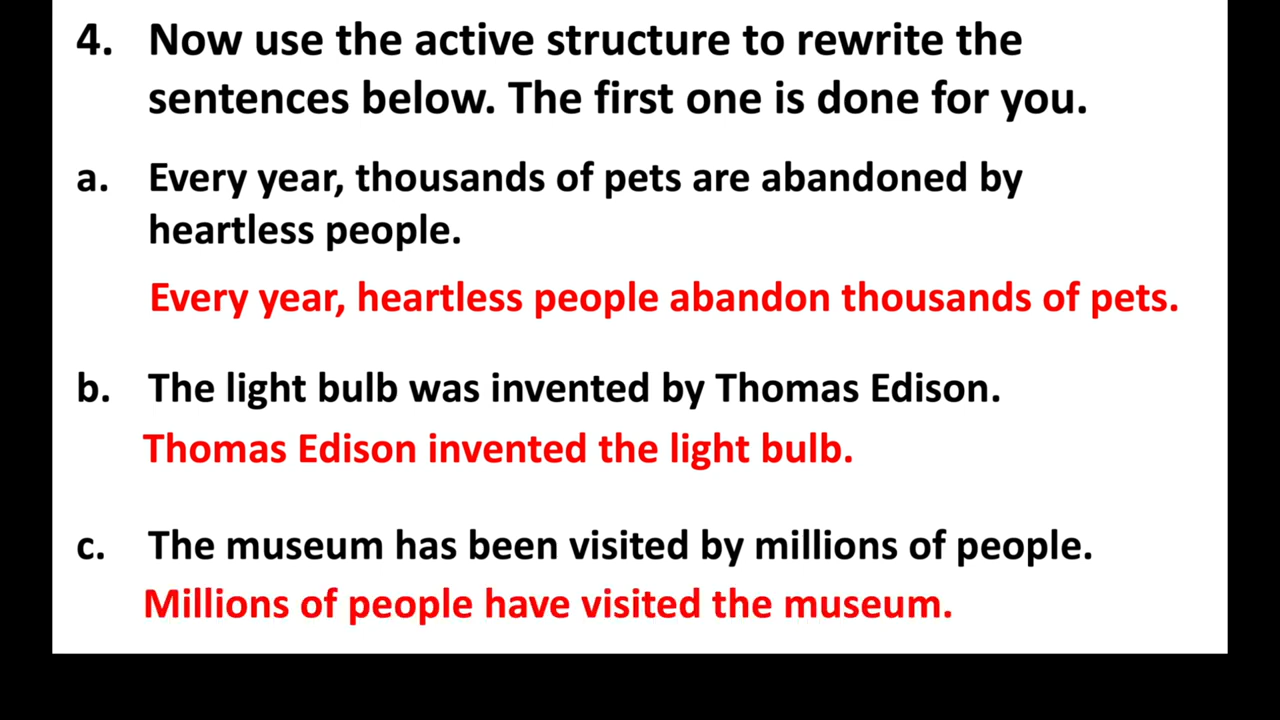 4. Now use the active structure to rewrite the
sentences below. The first one is done for you.
a. Every year, thousands of pets are abandoned by
heartless people.
Every year, heartless people abandon thousands of pets.
b. The light bulb was invented by Thomas Edison.
Thomas Edison invented the light bulb.
c. The museum has been visited by millions of people.
Millions of people have visited the museum.